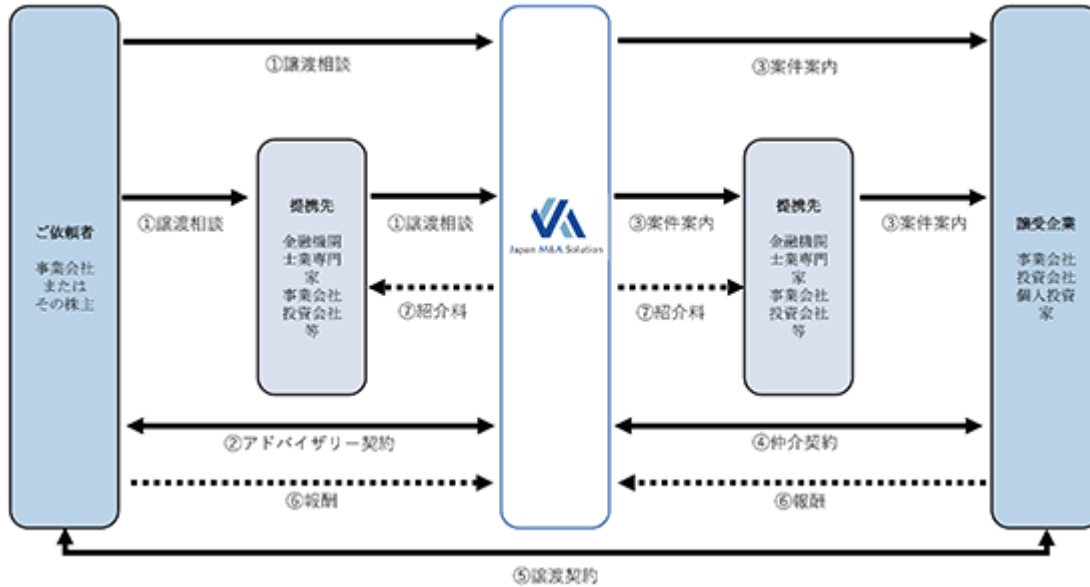 ①譲渡相談
③案件案内
①譲渡相談
①譲渡相談
③案件案内
③案件案内
ご依頼者
事業会社
または
その株主
提携先
金融機関
士業専門
家
事業会社
投資会社
等
Japan M&A Solution
提携先
金融機関
士業専門
家
事業会社
投資会社
等
譲受企業
事業会社
投資会社
個人投資
家
⑦紹介料
⑦紹介料
②アドバイザリー契約
④仲介契約
⑥報酬
⑥報酬
⑤譲渡契約